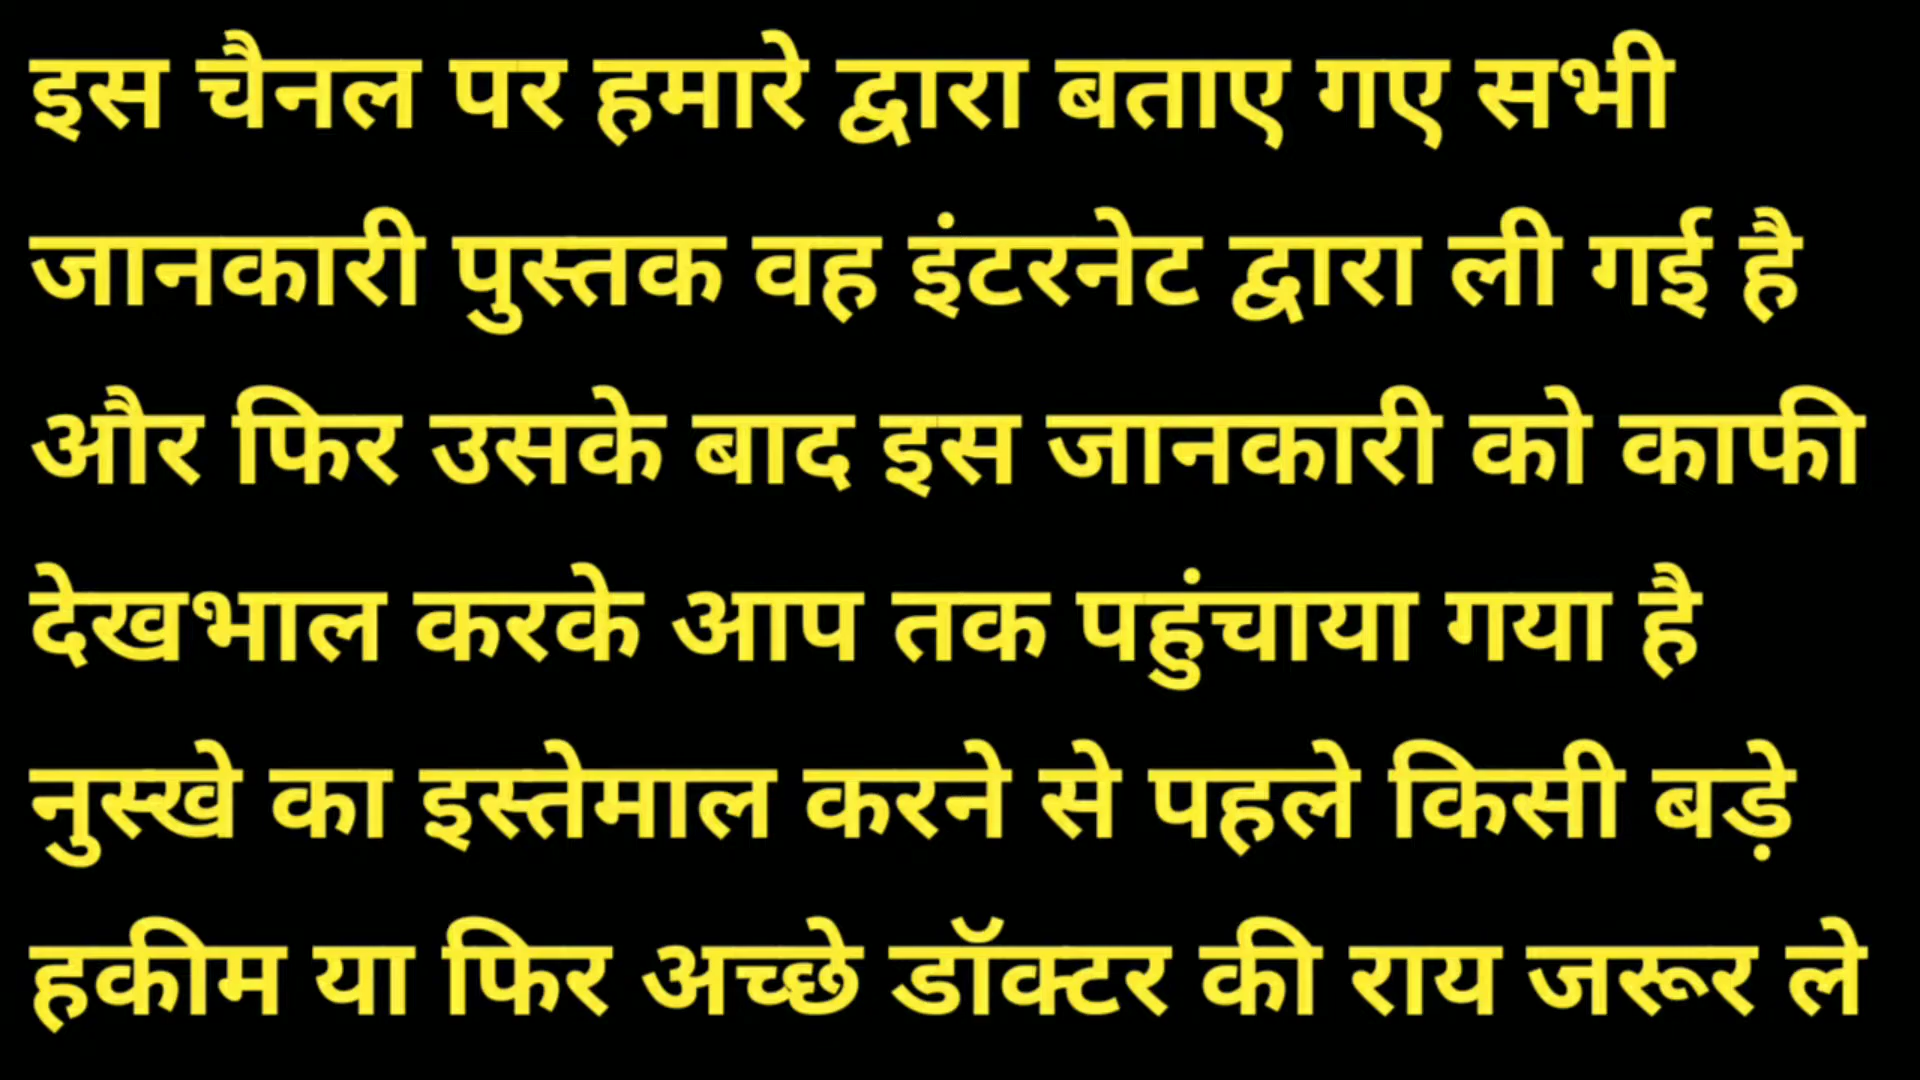 इस चैनल पर हमारे द्वारा बताए गए सभी
जानकारी पुस्तक वह इंटरनेट द्वारा ली गई है
और फिर उसके बाद इस जानकारी को काफी
देखभाल करके आप तक पहुंचाया गया है
नुस्खे का इस्तेमाल करने से पहले किसी बड़े
हकीम या फिर अच्छे डॉक्टर की राय जरूर ले